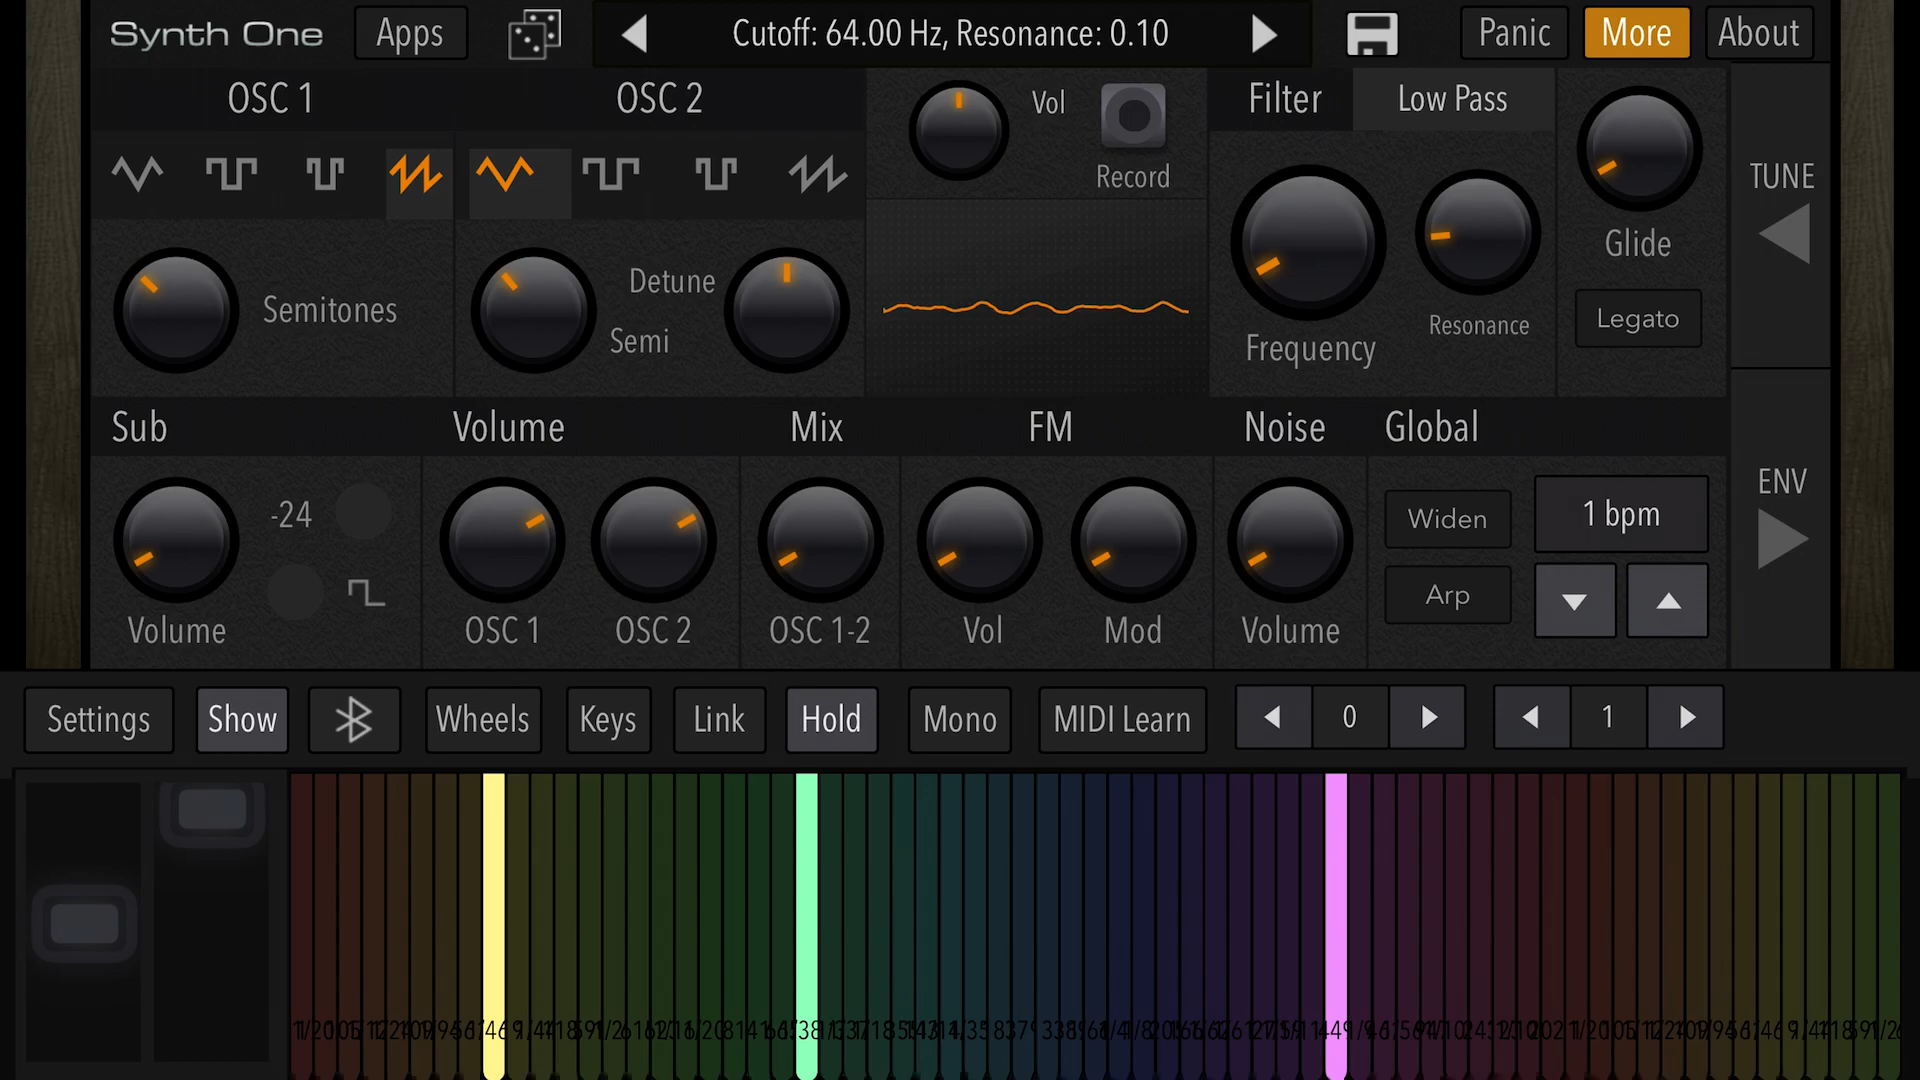 Synth One Apps Cutoff: 64.00 Hz, Resonance: 0.10 Panic More About
OSC 1 OSC 2 Vol Filter Low Pass
Record
TUNE
Glide
Semitones Detune
Semi
Legato
Resonance
Frequency
Sub Volume Mix FM Noise Global
ENV
-24 Widen 1 bpm
Arp
Volume OSC 1 OSC 2 OSC 1-2 Vol Mod Volume
Settings Show Wheels Keys Link Hold Mono MIDI Learn 0 1